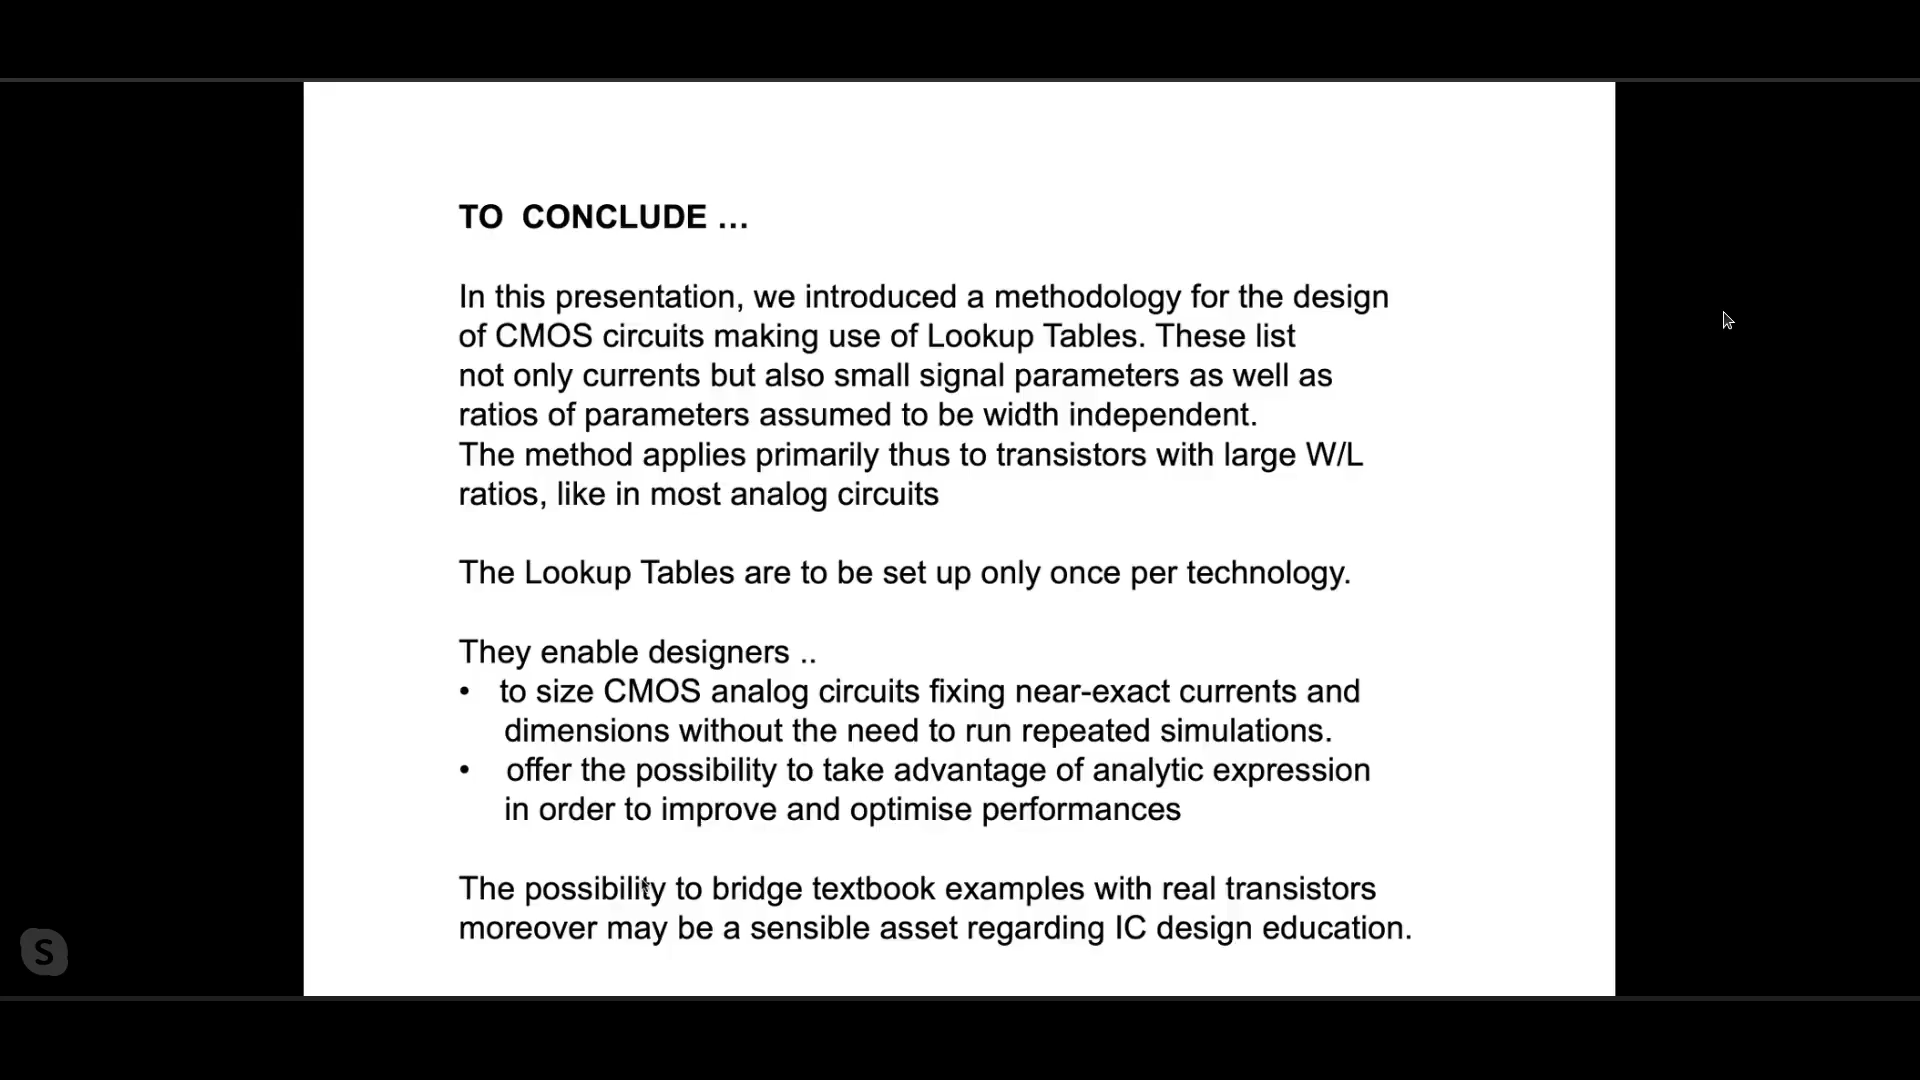 TO CONCLUDE ...
In this presentation, we introduced a methodology for the design
of CMOS circuits making use of Lookup Tables. These list
not only currents but also small signal parameters as well as
ratios of parameters assumed to be width independent.
The method applies primarily thus to transistors with large W/L
ratios, like in most analog circuits
The Lookup Tables are to be set up only once per technology.
They enable designers ..
• to size CMOS analog circuits fixing near-exact currents and
dimensions without the need to run repeated simulations.
• offer the possibility to take advantage of analytic expression
in order to improve and optimise performances
The possibility to bridge textbook examples with real transistors
moreover may be a sensible asset regarding IC design education.
S